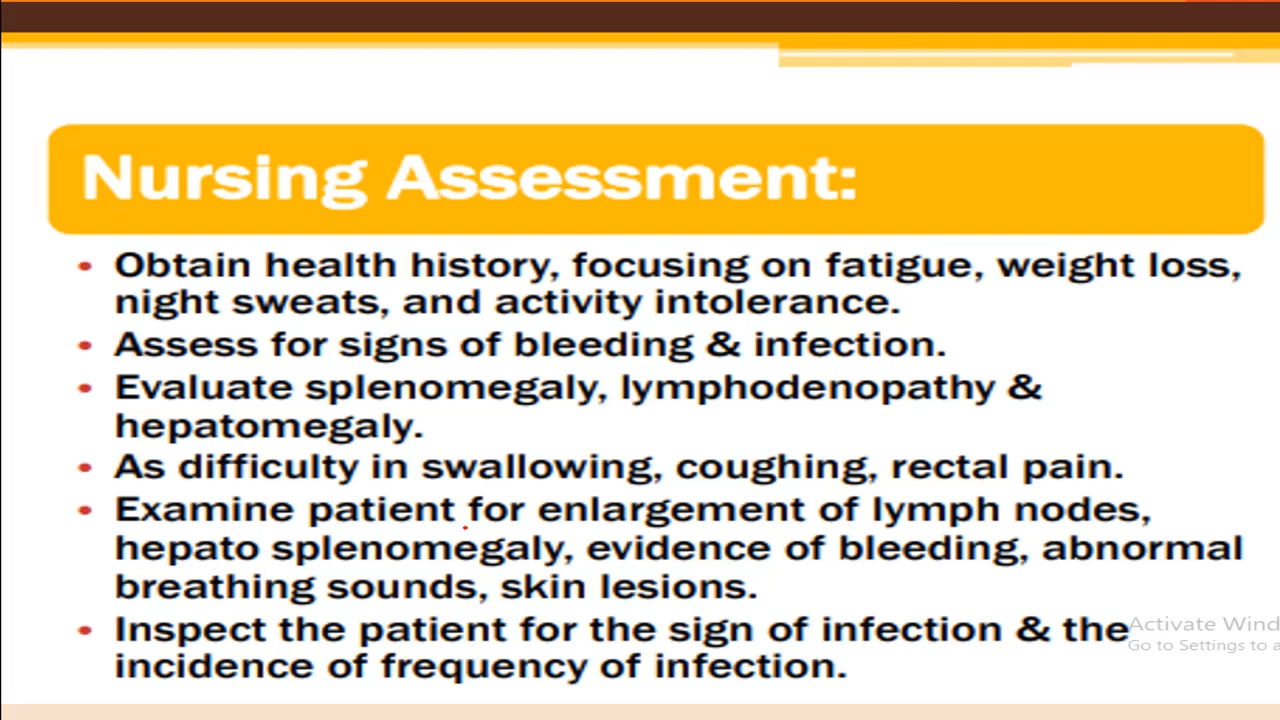 Nursing Assessment:
• Obtain health history, focusing on fatigue, weight loss,
night sweats, and activity intolerance.
• Assess for signs of bleeding & infection.
• Evaluate splenomegaly, lymphodenopathy &
hepatomegaly.
• As difficulty in swallowing, coughing, rectal pain.
• Examine patient for enlargement of lymph nodes,
hepato splenomegaly, evidence of bleeding, abnormal
breathing sounds, skin lesions.
• Inspect the patient for the sign of infection & the
incidence of frequency of infection.
Activate Wind
Go to Settings to a